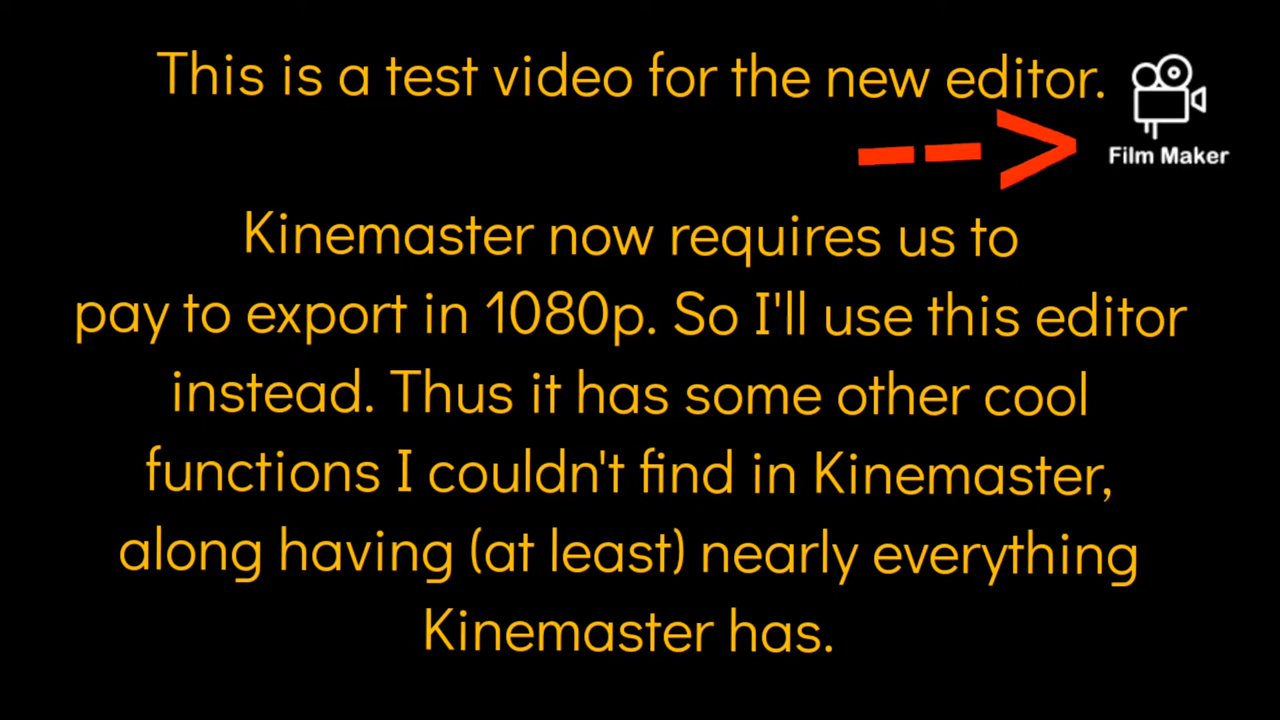 This is a test video for the new editor.
-->
Film Maker
Kinemaster now requires us to
pay to export in 1080p. So I'll use this editor
instead. Thus it has some other cool
functions I couldn't find in Kinemaster,
along having (at least) nearly everything
Kinemaster has.